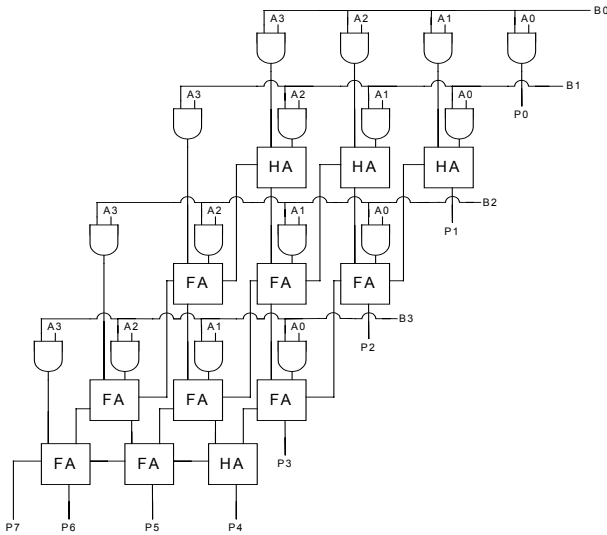 A3 A2 A1 A0 B0
A3 A2 A1 A0 B1
P0
HA HA HA
A3 A2 A1 A0 B2
P1
FA FA FA
A3 A2 A1 A0 B3
P2
FA FA FA
FA FA HA P3
P7 P6 P5 P4